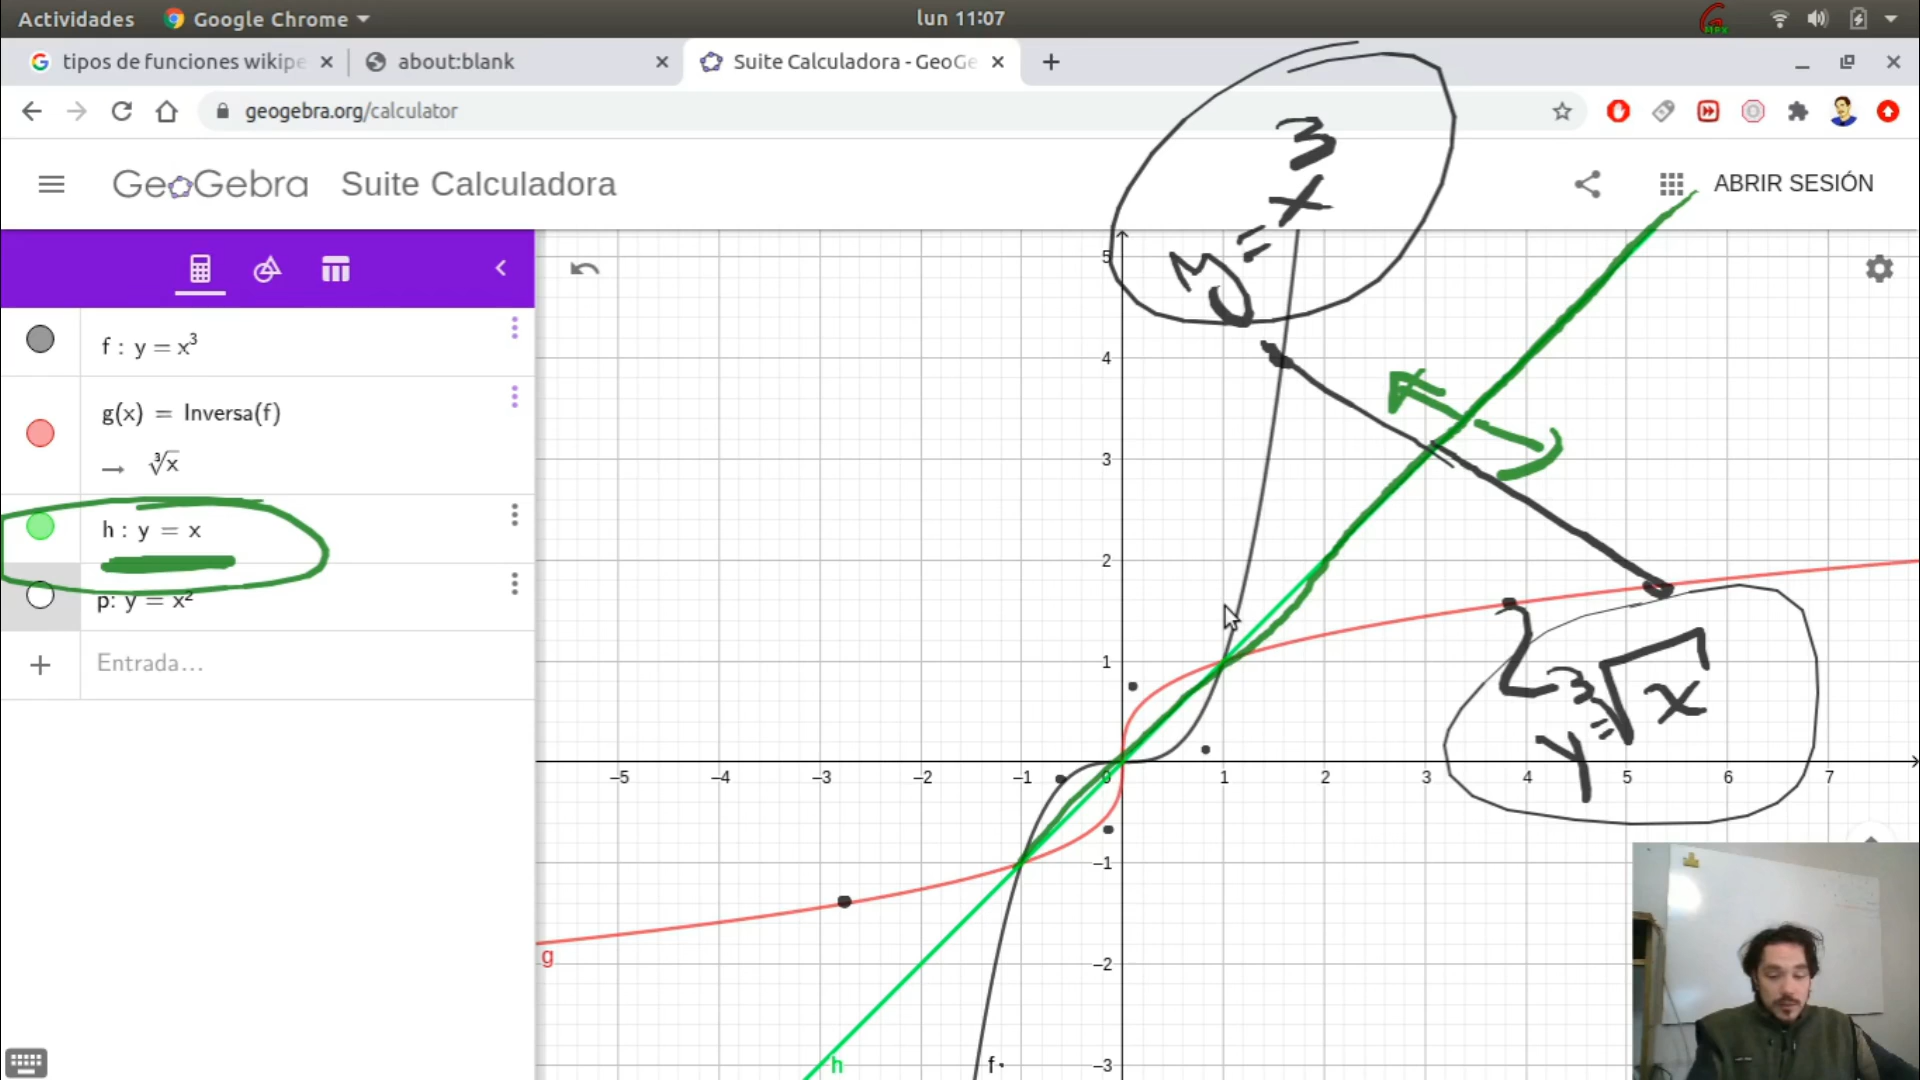 Actividades Google Chrome lun 11:07
tipos de funciones wikipe about:blank Suite Calculadora - GeoGe
geogebra.org/calculator
GeoGebra Suite Calculadora ABRIR SESIÓN
f : y = x³
g(x) = Inversa(f)
→ ∛x
h : y = x
p: y = x²
Entrada…
y = x³
y = ∛x
5
4
3
2
1
–5 –4 –3 –2 –1 0 1 2 3 4 5 6 7
–1
–2
–3
g
h
f